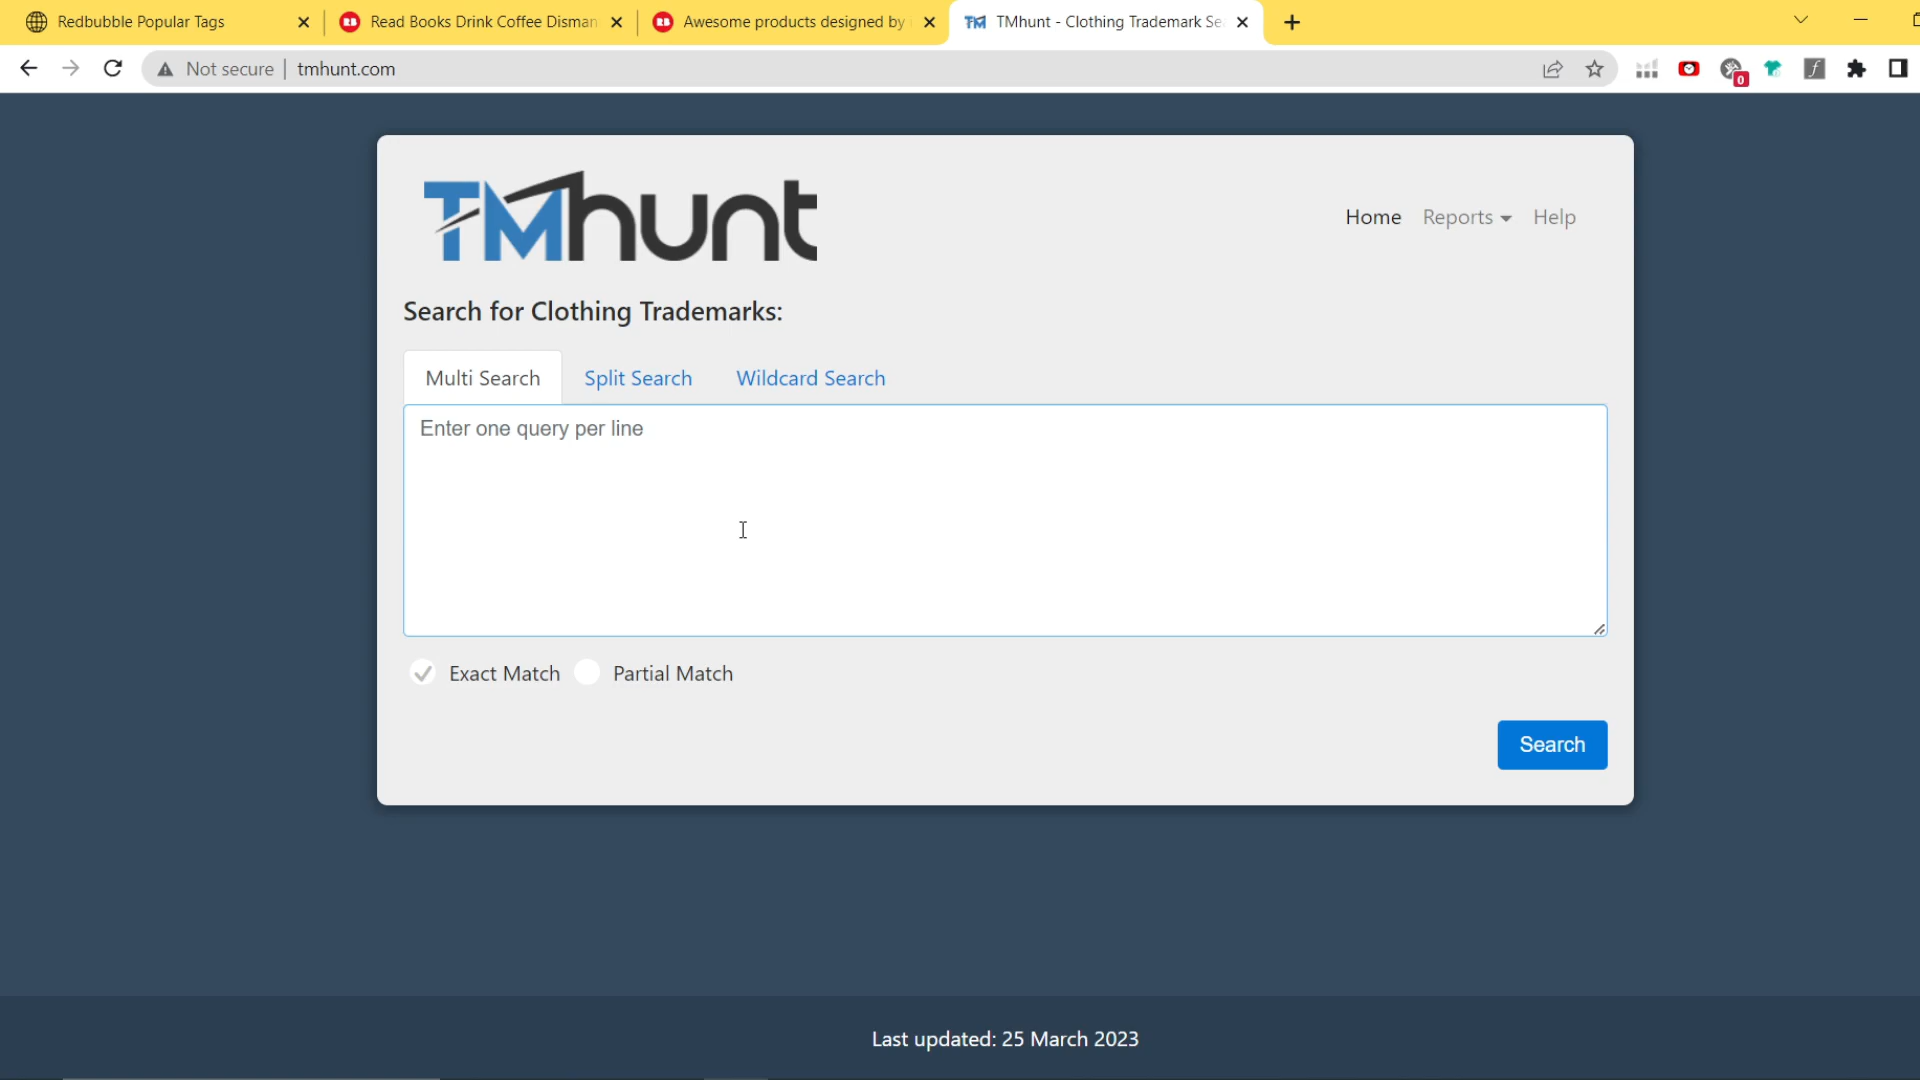 Redbubble Popular Tags
Read Books Drink Coffee Disman
Awesome products designed by
TMhunt - Clothing Trademark Se
Not secure
tmhunt.com
0
TMhunt
Home
Reports
Help
Search for Clothing Trademarks:
Multi Search
Split Search
Wildcard Search
Enter one query per line
Exact Match
Partial Match
Search
Last updated: 25 March 2023